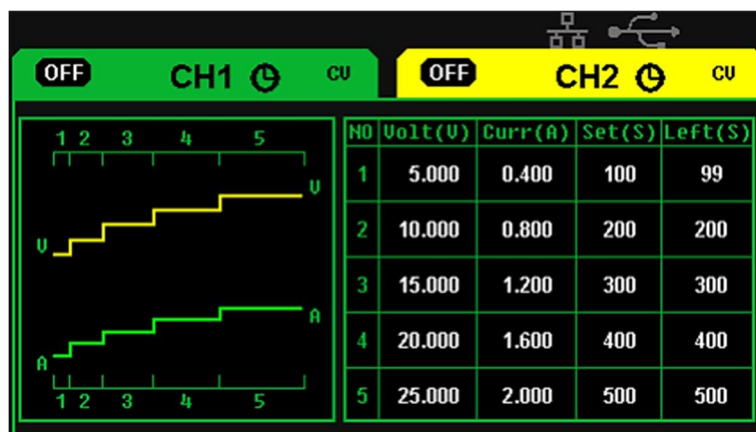 OFF CH1 CV OFF CH2 CV
1 2 3 4 5
V
V
A
A
1 2 3 4 5
NO Volt(V) Curr(A) Set(S) Left(S)
1 5.000 0.400 100 99
2 10.000 0.800 200 200
3 15.000 1.200 300 300
4 20.000 1.600 400 400
5 25.000 2.000 500 500